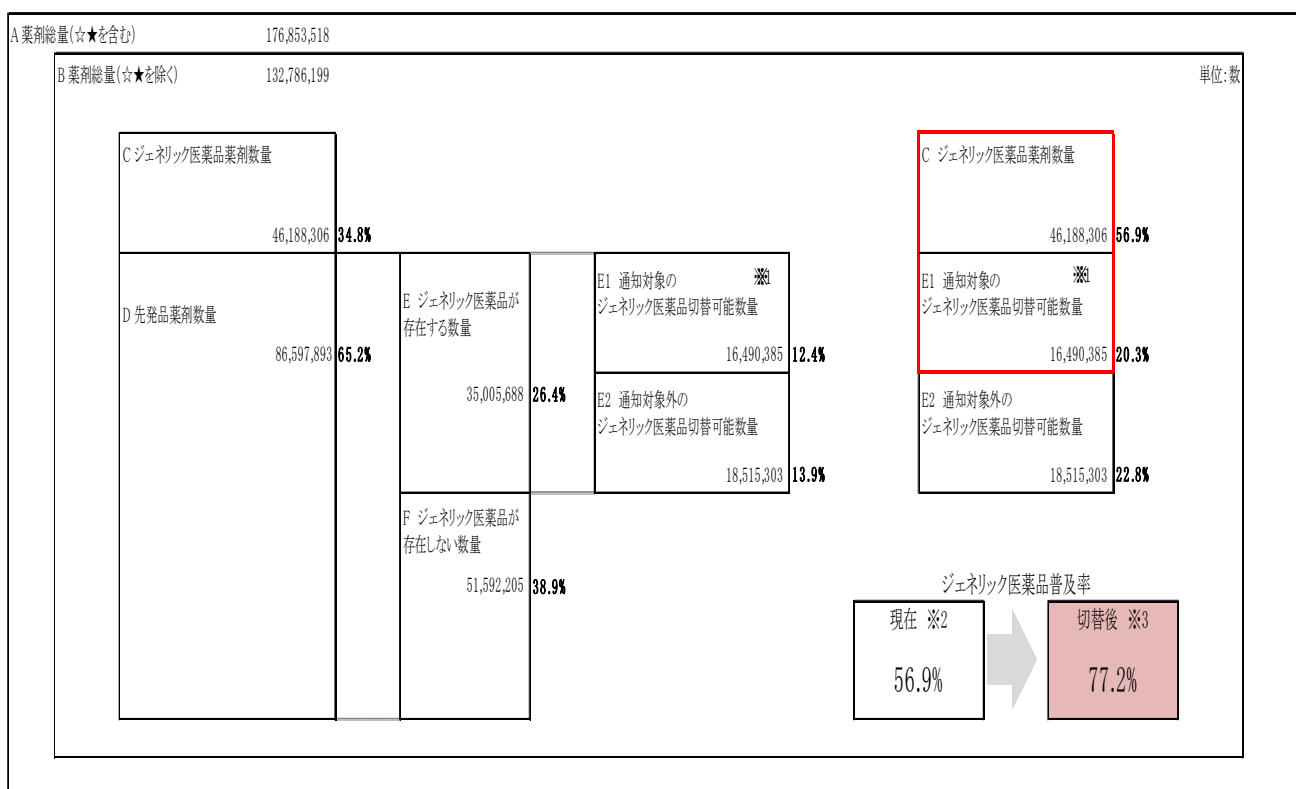 A 薬剤総量(☆★を含む) 176,853,518
B 薬剤総量(☆★を除く) 132,786,199
単位:数
C ジェネリック医薬品薬剤数量
46,188,306 34.8%
D 先発品薬剤数量
86,597,893 65.2%
E ジェネリック医薬品が
存在する数量
35,005,688 26.4%
F ジェネリック医薬品が
存在しない数量
51,592,205 38.9%
E1 通知対象の ※1
ジェネリック医薬品切替可能数量
16,490,385 12.4%
E2 通知対象外の
ジェネリック医薬品切替可能数量
18,515,303 13.9%
C ジェネリック医薬品薬剤数量
46,188,306 56.9%
E1 通知対象の ※1
ジェネリック医薬品切替可能数量
16,490,385 20.3%
E2 通知対象外の
ジェネリック医薬品切替可能数量
18,515,303 22.8%
ジェネリック医薬品普及率
現在 ※2
56.9%
切替後 ※3
77.2%